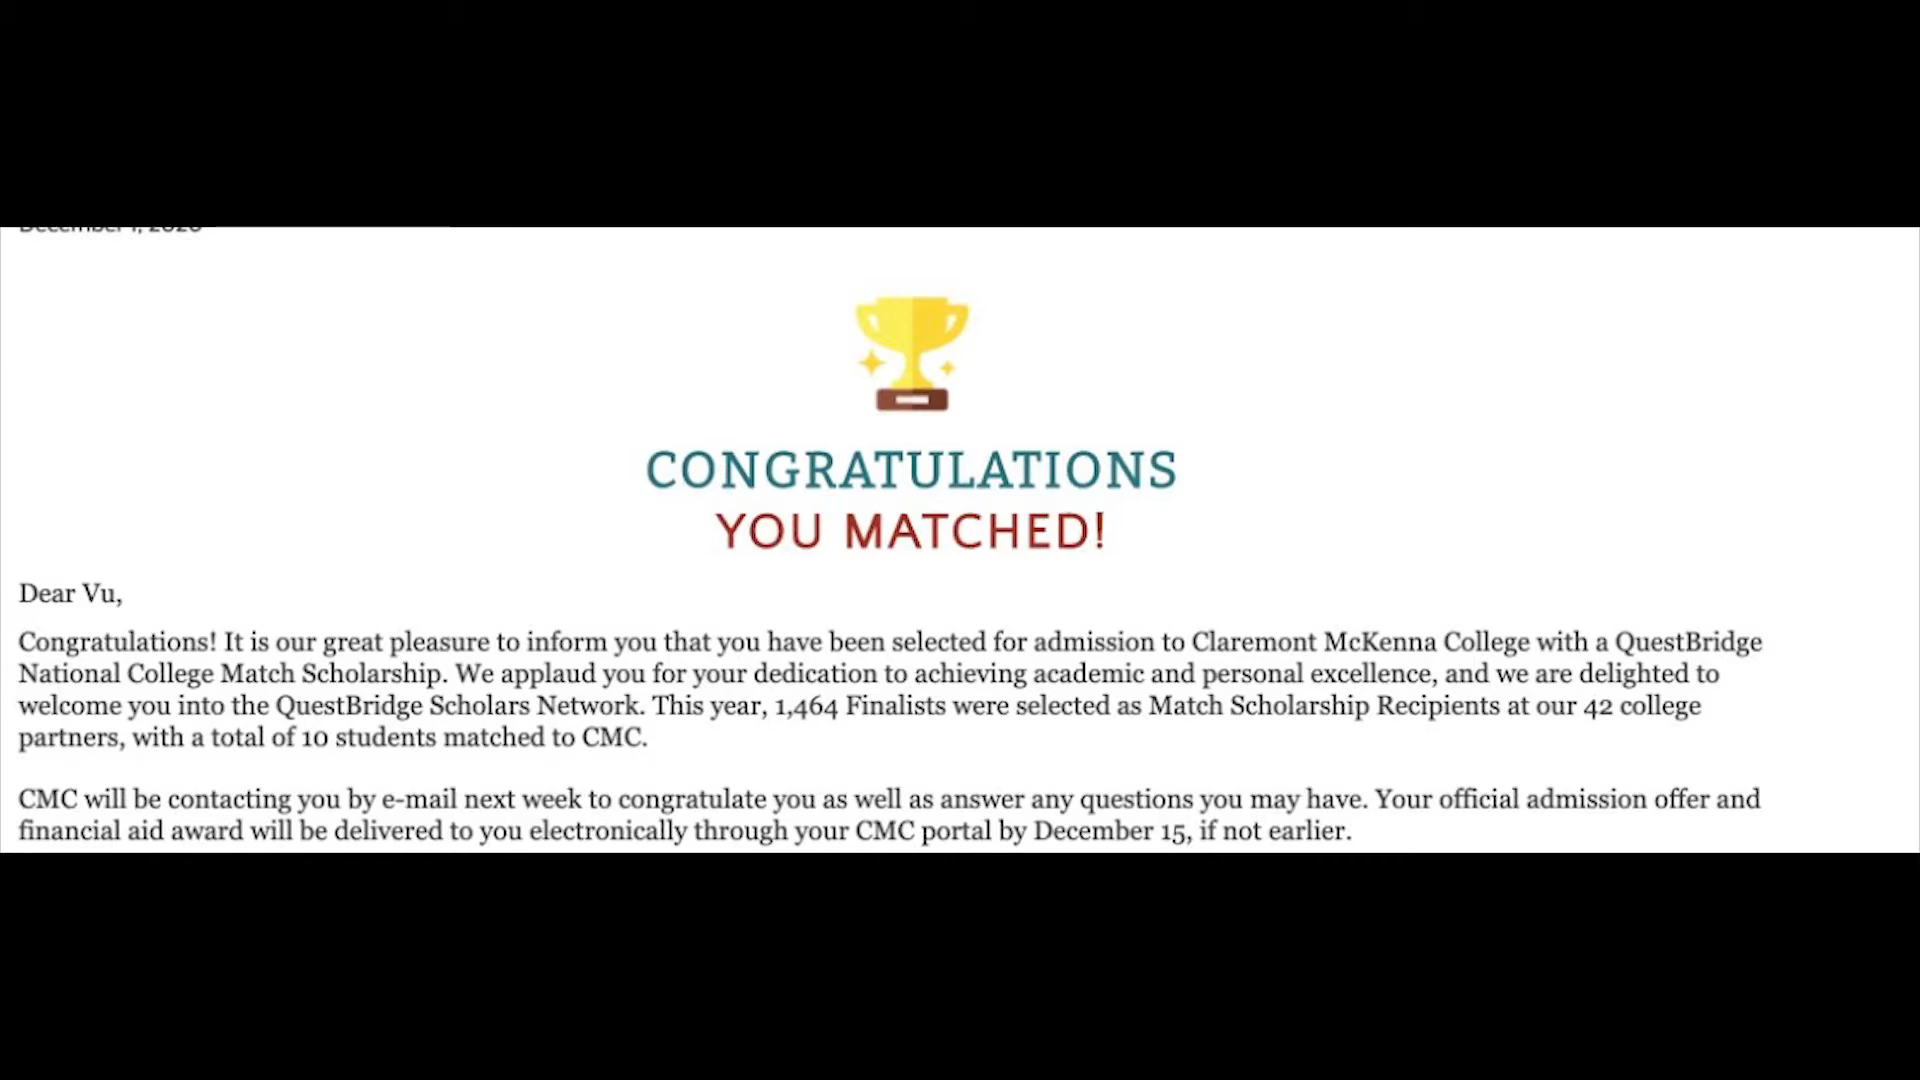 CONGRATULATIONS
YOU MATCHED!
Dear Vu,
Congratulations! It is our great pleasure to inform you that you have been selected for admission to Claremont McKenna College with a QuestBridge
National College Match Scholarship. We applaud you for your dedication to achieving academic and personal excellence, and we are delighted to
welcome you into the QuestBridge Scholars Network. This year, 1,464 Finalists were selected as Match Scholarship Recipients at our 42 college
partners, with a total of 10 students matched to CMC.
CMC will be contacting you by e-mail next week to congratulate you as well as answer any questions you may have. Your official admission offer and
financial aid award will be delivered to you electronically through your CMC portal by December 15, if not earlier.